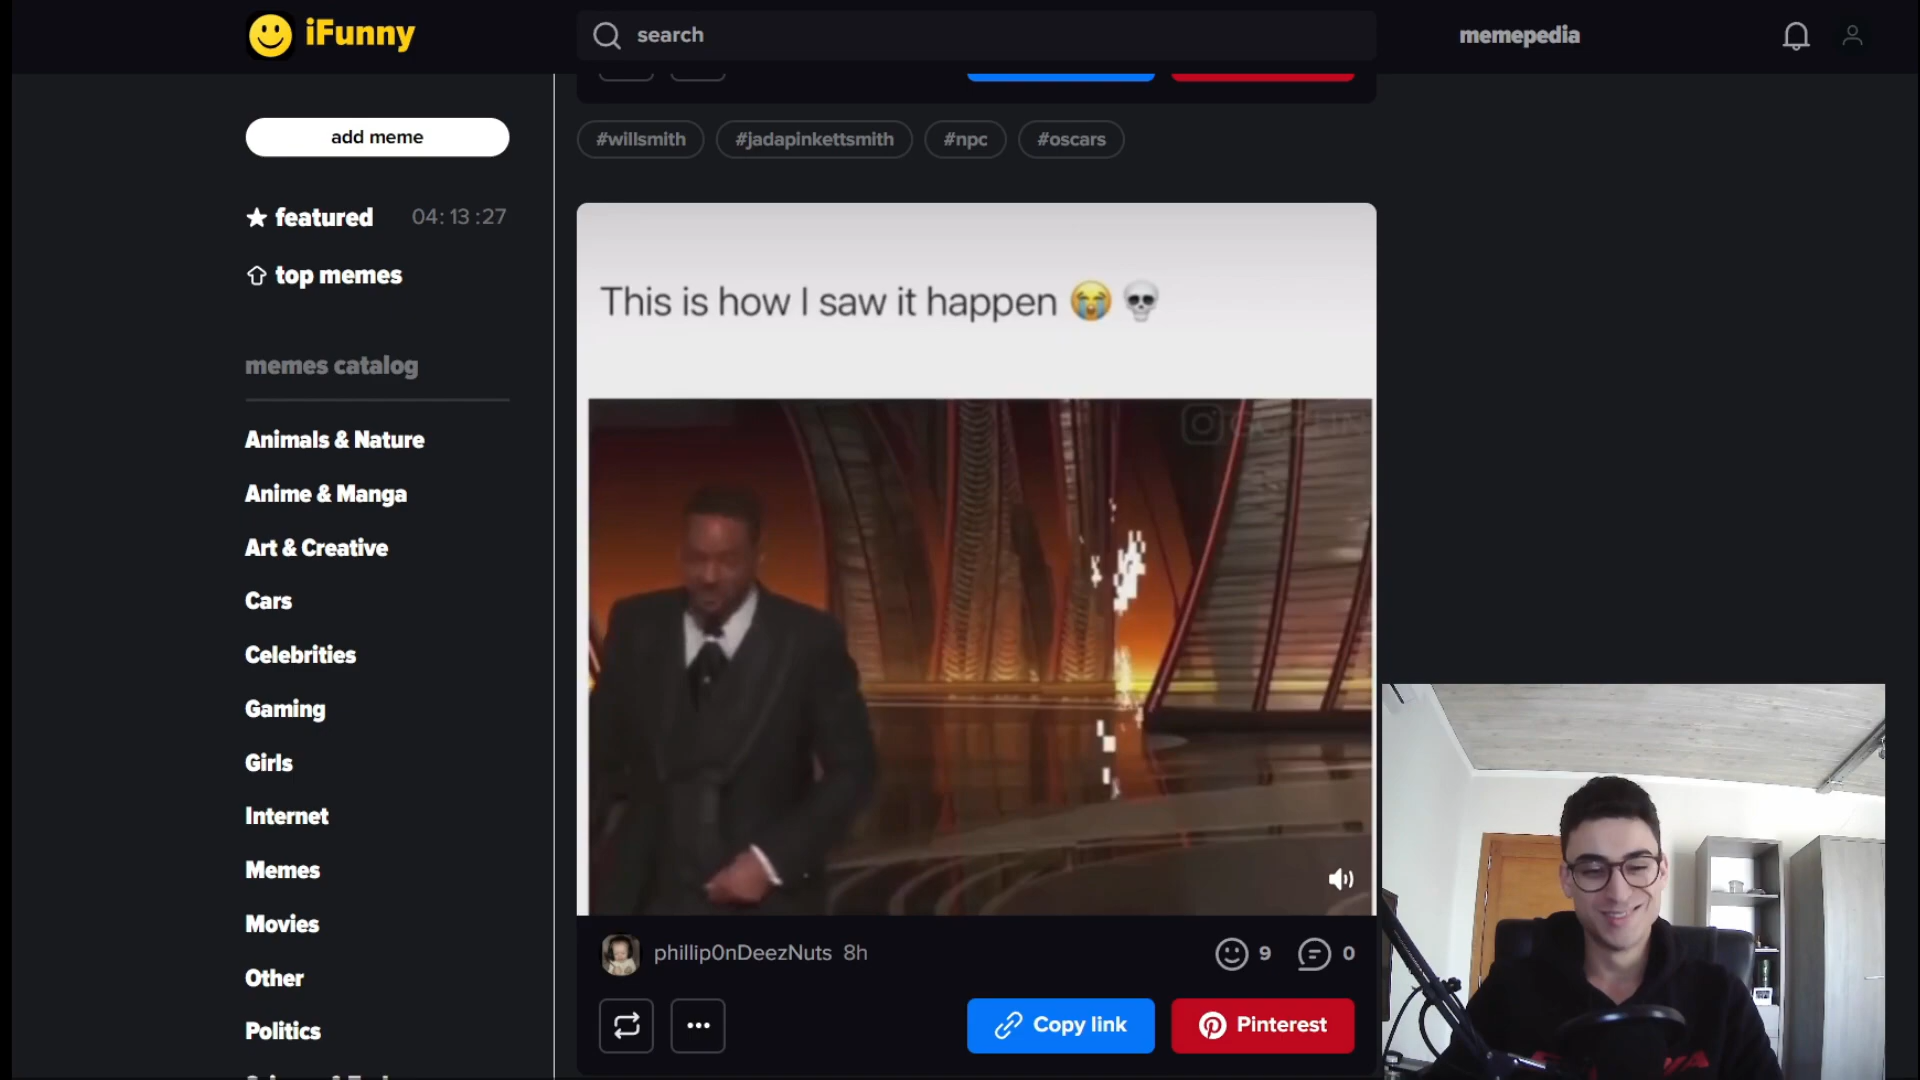 iFunny
search
memepedia
#willsmith
#jadapinkettsmith
#npc
#oscars
add meme
featured 04:13:27
top memes
memes catalog
Animals & Nature
Anime & Manga
Art & Creative
Cars
Celebrities
Gaming
Girls
Internet
Memes
Movies
Other
Politics
This is how I saw it happen 😭 💀
phillip0nDeezNuts 8h
9
0
Copy link
Pinterest